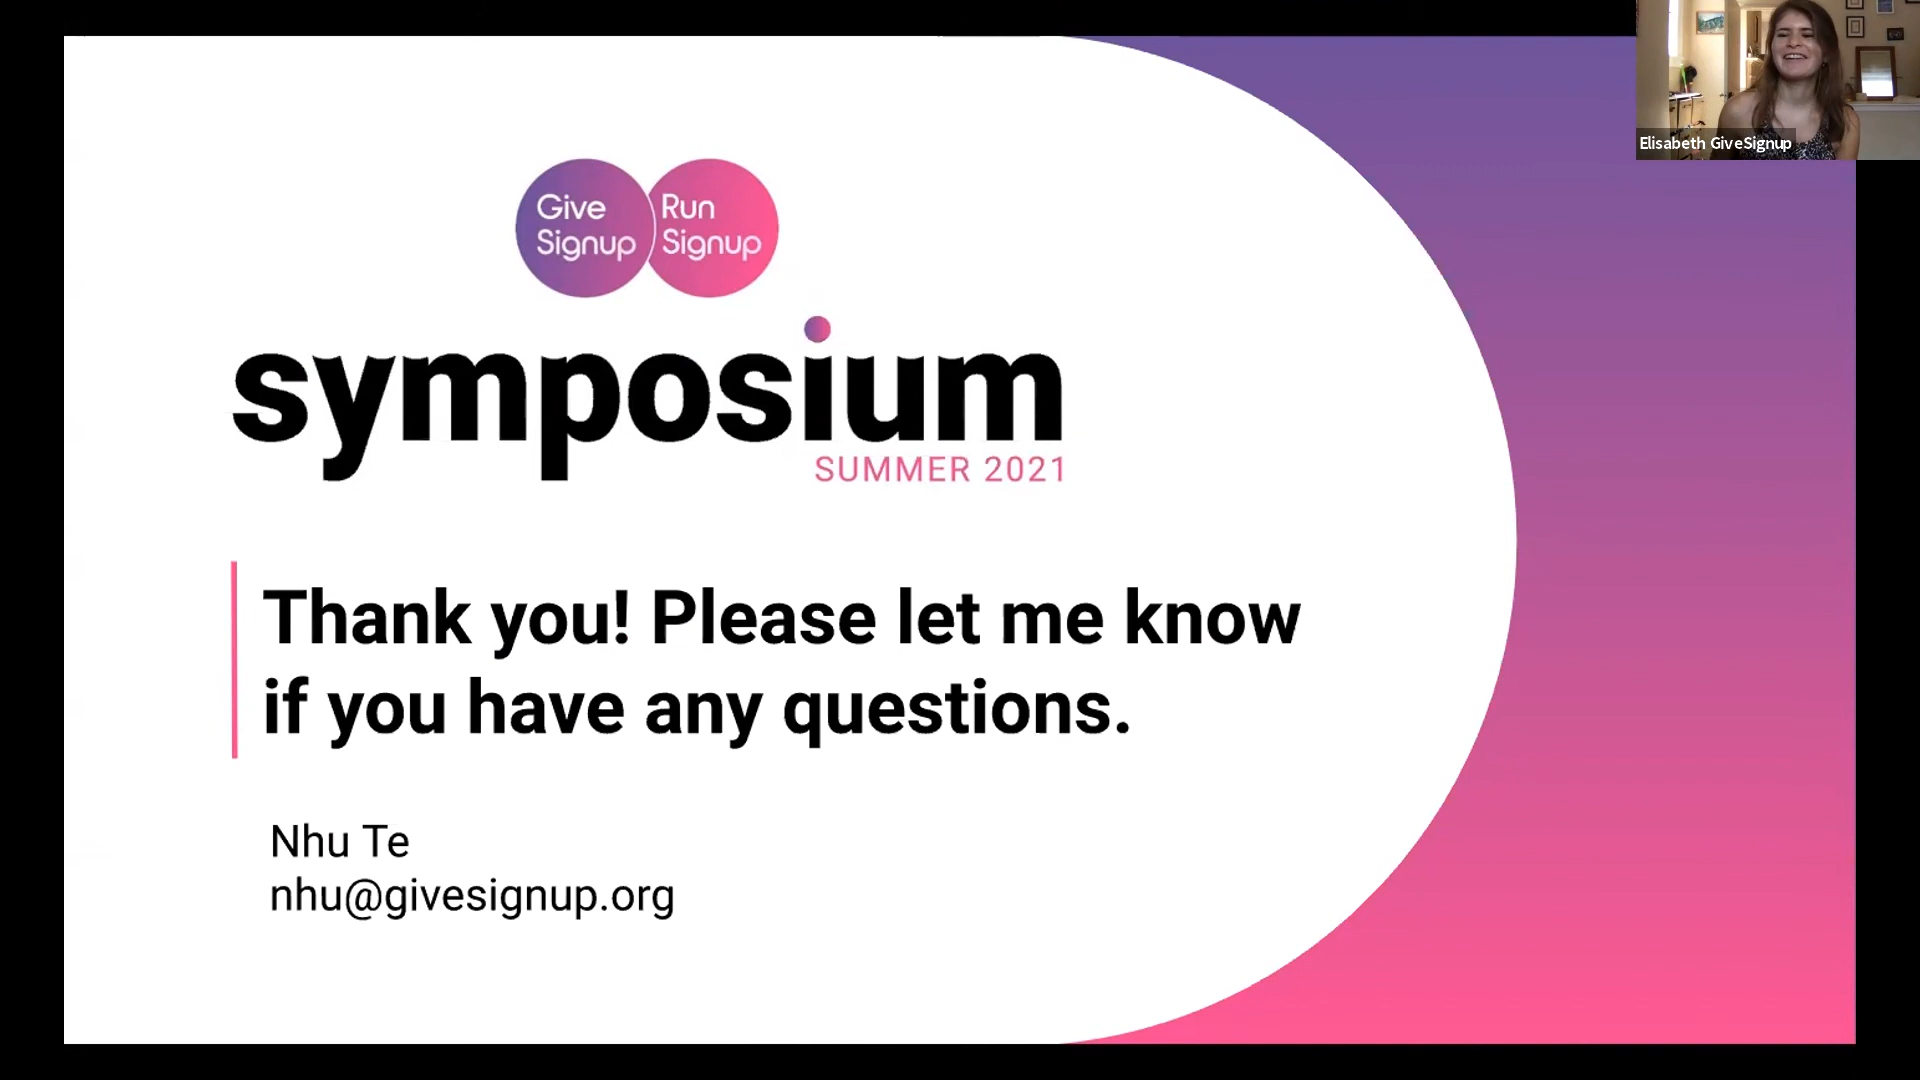 Give
Signup
Run
Signup
symposium
SUMMER 2021
Thank you! Please let me know
if you have any questions.
Nhu Te
nhu@givesignup.org
Elisabeth GiveSignup